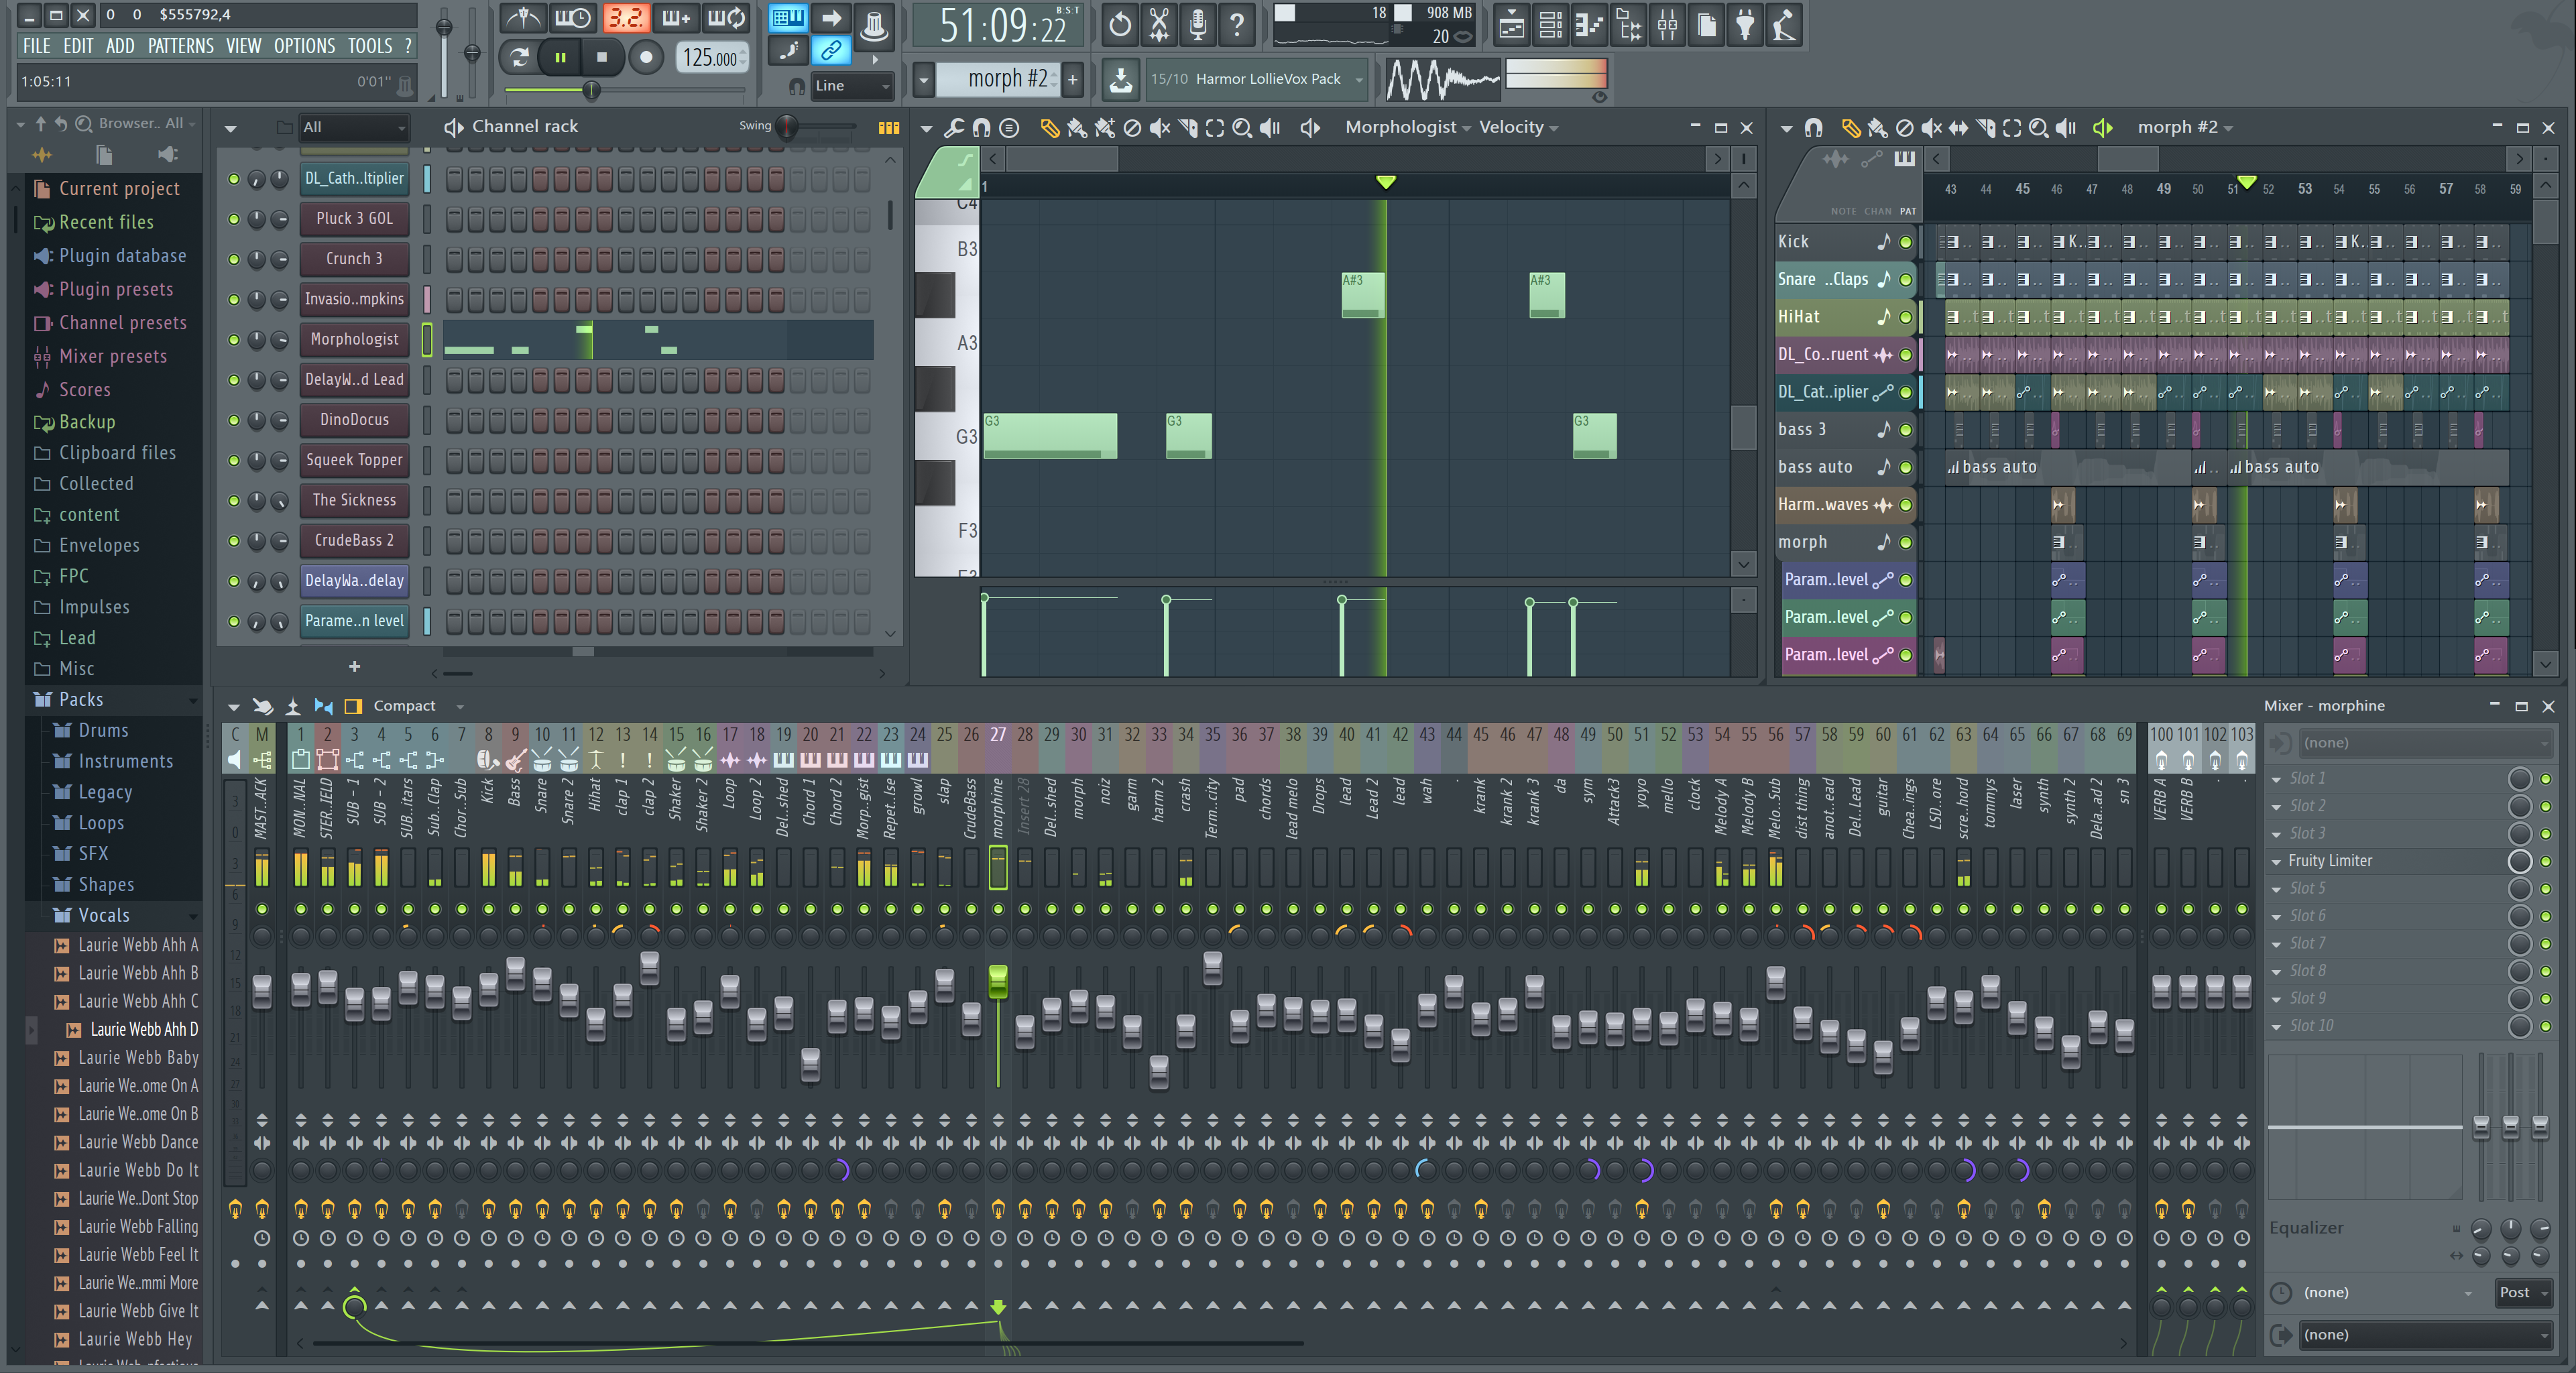 0 0 $555792,4
FILE EDIT ADD PATTERNS VIEW OPTIONS TOOLS ?
1:05:11 0'01"
3.2.
125.000
Line
B:S:T
51:09:22
morph #2 +
18 908 MB
20
15/10 Harmor LollieVox Pack
Browser.. All
Current project
Recent files
Plugin database
Plugin presets
Channel presets
Mixer presets
Scores
Backup
Clipboard files
Collected
content
Envelopes
FPC
Impulses
Lead
Misc
Packs
Drums
Instruments
Legacy
Loops
SFX
Shapes
Vocals
Laurie Webb Ahh A
Laurie Webb Ahh B
Laurie Webb Ahh C
Laurie Webb Ahh D
Laurie Webb Baby
Laurie We..ome On A
Laurie We..ome On B
Laurie Webb Dance
Laurie Webb Do It
Laurie We..Dont Stop
Laurie Webb Falling
Laurie Webb Feel It
Laurie We..mmi More
Laurie Webb Give It
Laurie Webb Hey
All
Channel rack
Swing
DL_Cath..ltiplier
Pluck 3 GOL
Crunch 3
Invasio..mpkins
Morphologist
DelayW..d Lead
DinoDocus
Squeek Topper
The Sickness
CrudeBass 2
DelayWa..delay
Parame..n level
+
Morphologist Velocity
1
C4
B3
A3
G3
F3
A#3
A#3
G3
G3
G3
morph #2
43 44 45 46 47 48 49 50 51 52 53 54 55 56 57 58 59
NOTE CHAN PAT
Kick
Snare ..Claps
HiHat
DL_Co..ruent
DL_Cat..iplier
bass 3
bass auto
bass auto
bass auto
Harm..waves
morph
Param..level
Param..level
Param..level
Compact
C M 1 2 3 4 5 6 7 8 9 10 11 12 13 14 15 16 17 18 19 20 21 22 23 24 25 26 27 28 29 30 31 32 33 34 35 36 37 38 39 40 41 42 43 44 45 46 47 48 49 50 51 52 53 54 55 56 57 58 59 60 61 62 63 64 65 66 67 68 69 100 101 102 103
MAST..ACK
MON..NAL
STER..IELD
SUB - 1
SUB - 2
SUB..itars
Sub..Clap
Chor..Sub
Kick
Bass
Snare
Snare 2
Hihat
clap 1
clap 2
Shaker
Shaker 2
Loop
Loop 2
Del..shed
Chord 1
Chord 2
Morp..gist
Repet..lse
growl
slap
CrudeBass
morphine
Insert 28
Del..shed
morph
noiz
garm
harm 2
crash
Term..city
pad
chords
lead melo
Drops
lead
Lead 2
lead
wah
.
krank
krank 2
krank 3
da
sym
Attack3
yoyo
mello
clock
Melody A
Melody B
Melo..Sub
dist thing
anot..ead
Del..Lead
guitar
Chea..ings
LSD..ore
scre..hord
tommys
laser
synth
synth 2
Dela..ad 2
sn 3
VERB A
VERB B
.
.
3
0
3
6
9
12
15
18
21
24
27
Mixer - morphine
(none)
Slot 1
Slot 2
Slot 3
Fruity Limiter
Slot 5
Slot 6
Slot 7
Slot 8
Slot 9
Slot 10
Equalizer
(none) Post
(none)